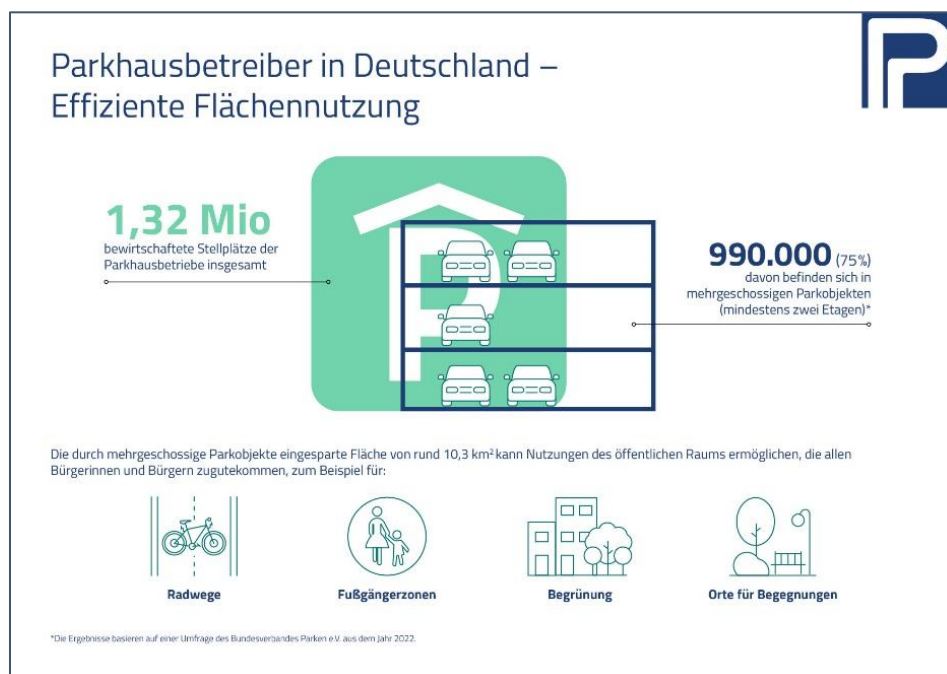 Parkhausbetreiber in Deutschland –
Effiziente Flächennutzung
1,32 Mio
bewirtschaftete Stellplätze der
Parkhausbetriebe insgesamt
990.000 (75%)
davon befinden sich in
mehrgeschossigen Parkobjekten
(mindestens zwei Etagen)*
Die durch mehrgeschossige Parkobjekte eingesparte Fläche von rund 10,3 km² kann Nutzungen des öffentlichen Raums ermöglichen, die allen
Bürgerinnen und Bürgern zugutekommen, zum Beispiel für:
Radwege
Fußgängerzonen
Begrünung
Orte für Begegnungen
*Die Ergebnisse basieren auf einer Umfrage des Bundesverbandes Parken e.V. aus dem Jahr 2022.
P
P